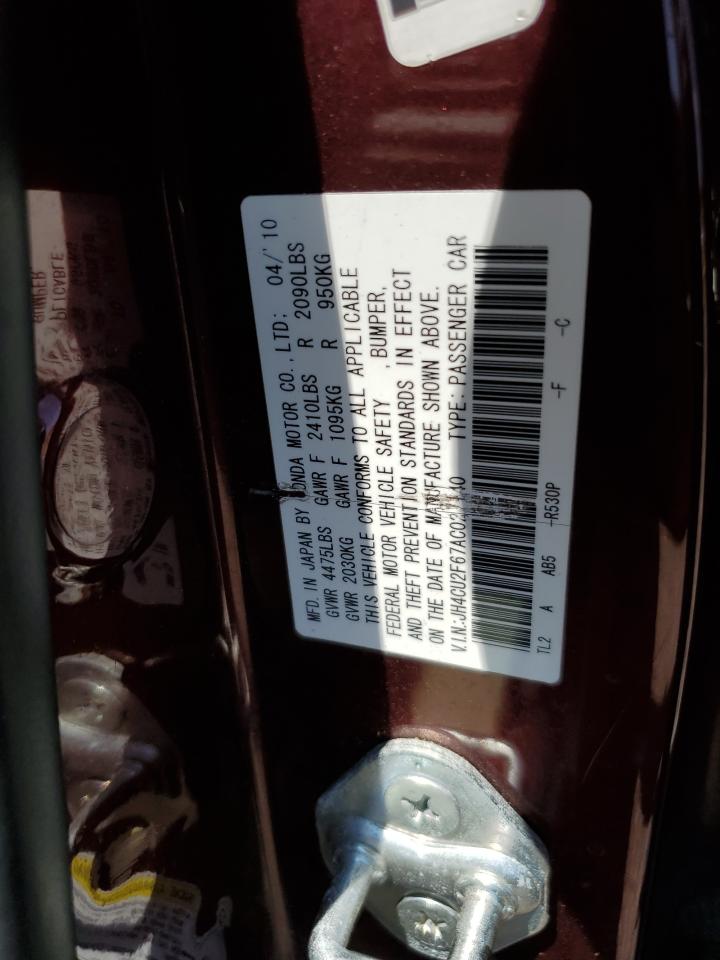 MFD. IN JAPAN BY HONDA MOTOR CO., LTD: 04/'10
GVWR 4475LBS GAWR F 2410LBS R 2090LBS
GVWR 2030KG GAWR F 1095KG R 950KG
THIS VEHICLE CONFORMS TO ALL APPLICABLE
FEDERAL MOTOR VEHICLE SAFETY , BUMPER,
AND THEFT PREVENTION STANDARDS IN EFFECT
ON THE DATE OF MANUFACTURE SHOWN ABOVE.
V.I.N.: TYPE: PASSENGER CAR
TL2 A AB5 -R530P -F -C